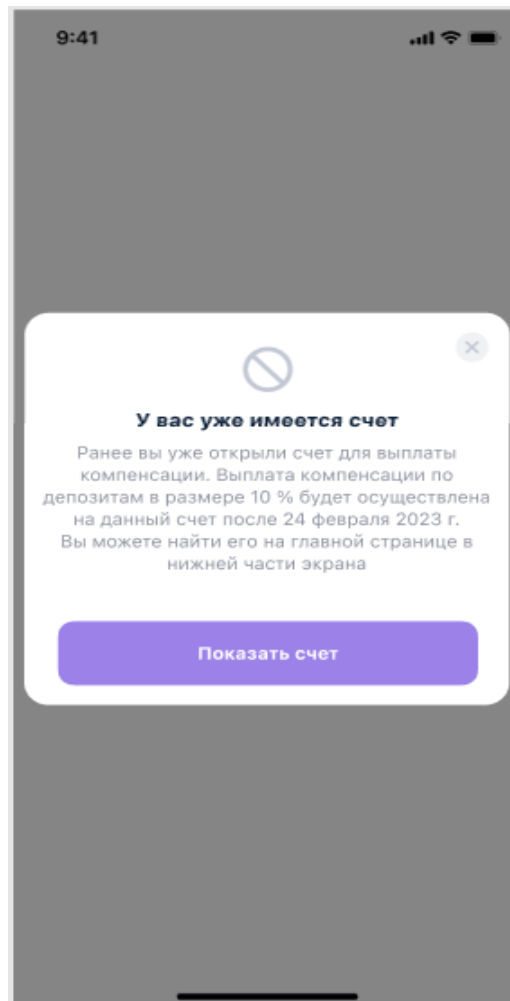 9:41
У вас уже имеется счет
Ранее вы уже открыли счет для выплаты
компенсации. Выплата компенсации по
депозитам в размере 10 % будет осуществлена
на данный счет после 24 февраля 2023 г.
Вы можете найти его на главной странице в
нижней части экрана
Показать счет